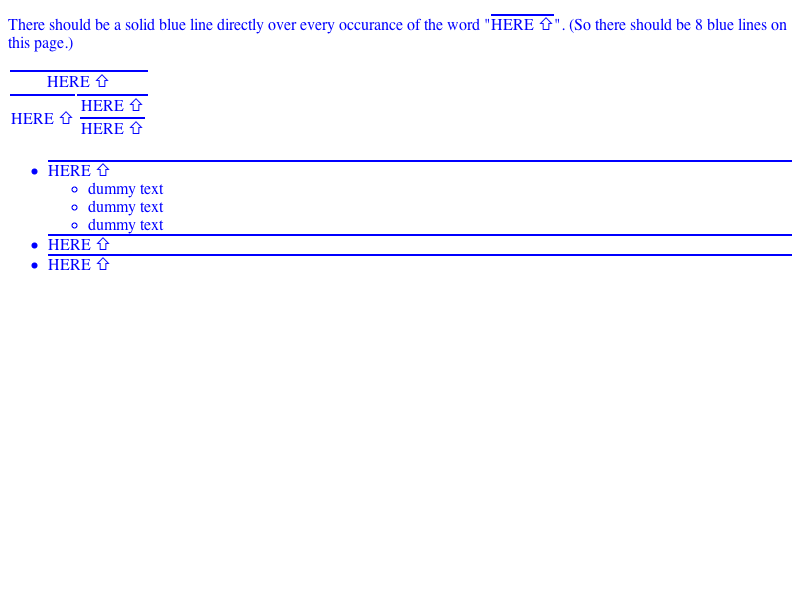 There should be a solid blue line directly over every occurance of the word "HERE ⇧". (So there should be 8 blue lines on
this page.)
HERE ⇧
HERE ⇧
HERE ⇧
HERE ⇧
• HERE ⇧
◦ dummy text
◦ dummy text
◦ dummy text
• HERE ⇧
• HERE ⇧